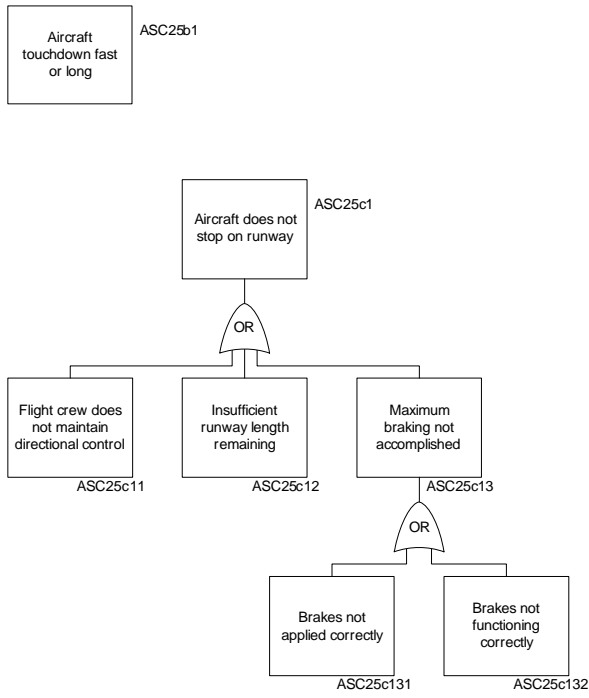 Aircraft
touchdown fast
or long
ASC25b1
Aircraft does not
stop on runway
ASC25c1
OR
Flight crew does
not maintain
directional control
ASC25c11
Insufficient
runway length
remaining
ASC25c12
Maximum
braking not
accomplished
ASC25c13
OR
Brakes not
applied correctly
ASC25c131
Brakes not
functioning
correctly
ASC25c132